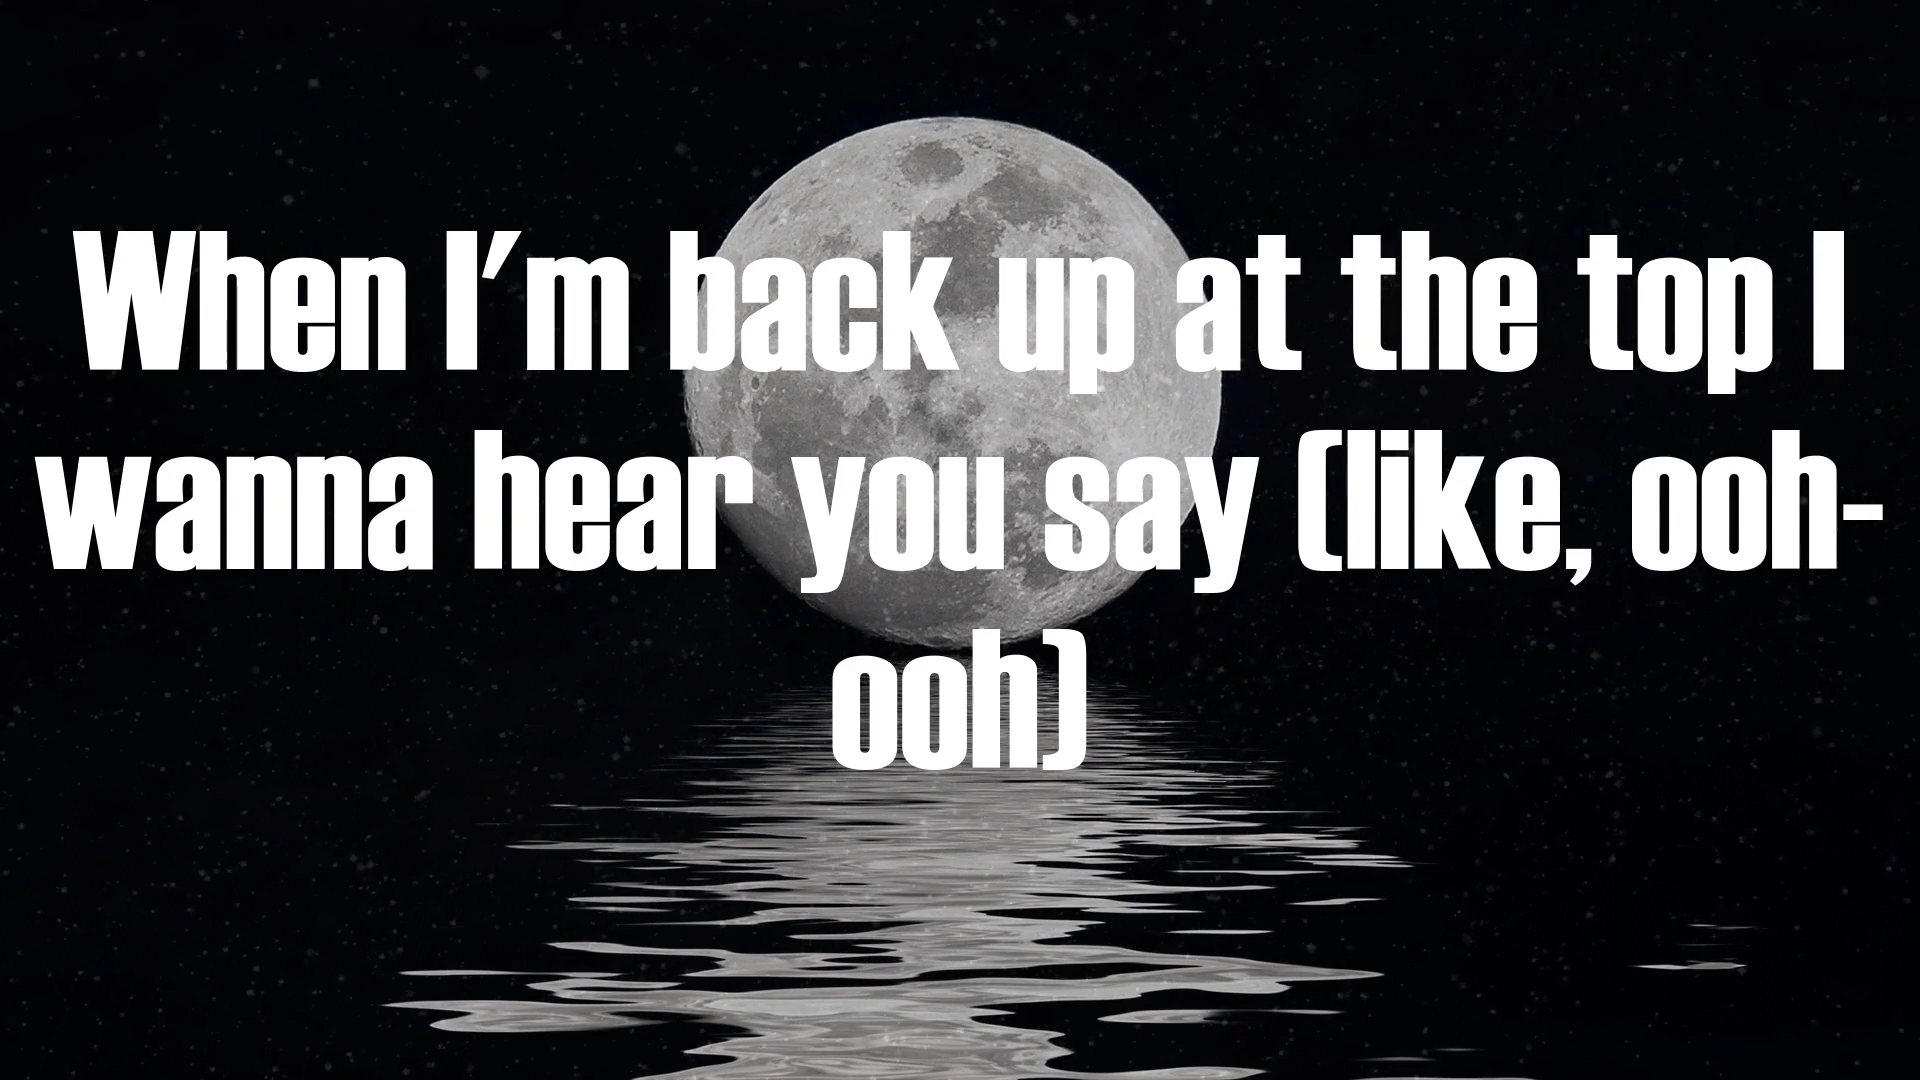 When I'm back up at the top I
wanna hear you say (like, ooh-
ooh)